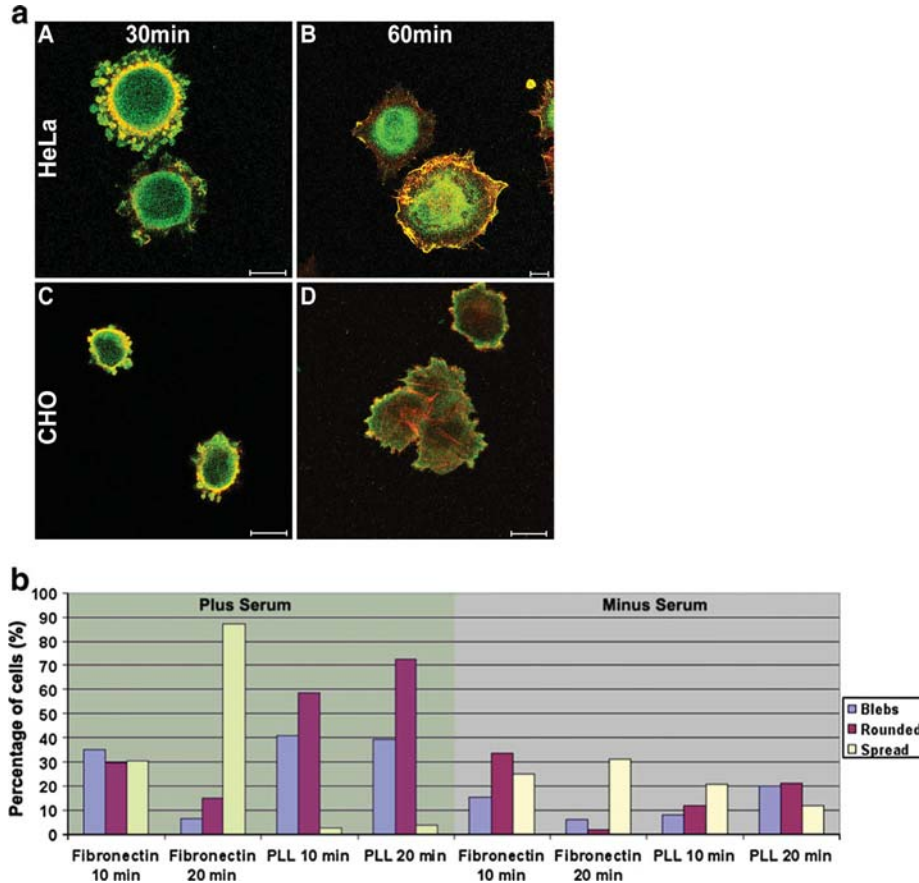 a
A 30min
B 60min
HeLa
C
D
CHO
b
Plus Serum
Minus Serum
Percentage of cells (%)
100
90
80
70
60
50
40
30
20
10
0
Fibronectin 10 min
Fibronectin 20 min
PLL 10 min
PLL 20 min
Fibronectin 10 min
Fibronectin 20 min
PLL 10 min
PLL 20 min
Blebs
Rounded
Spread